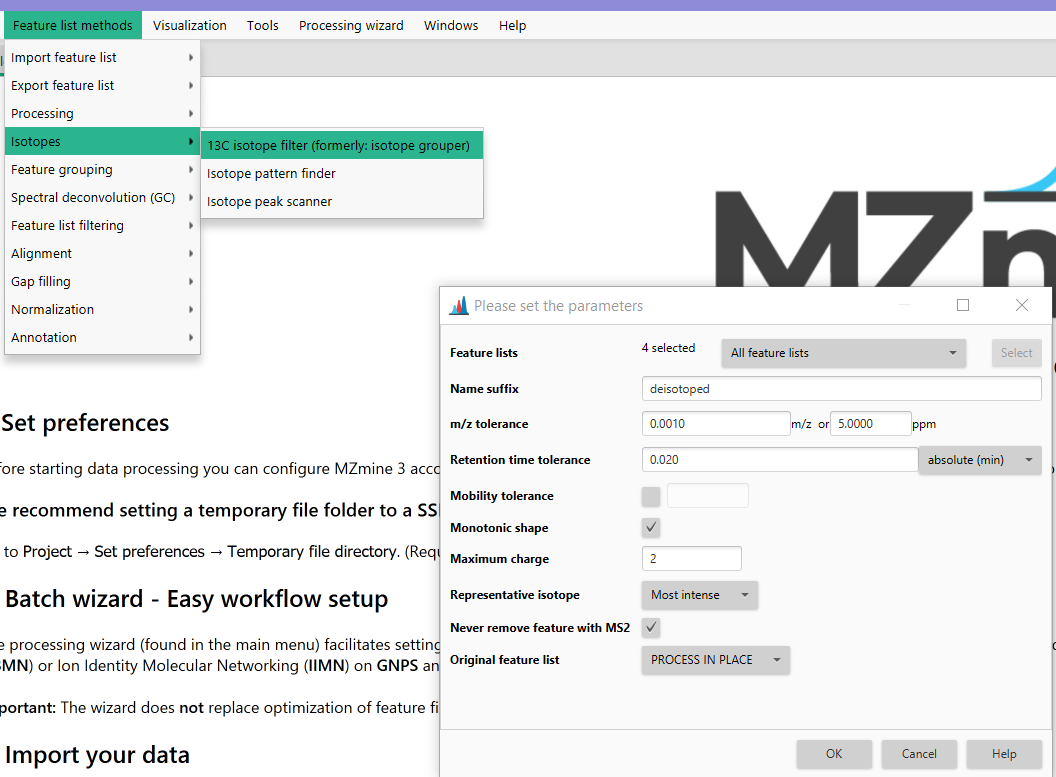 Feature list methods Visualization Tools Processing wizard Windows Help
Import feature list
Export feature list
Processing
Isotopes
13C isotope filter (formerly: isotope grouper)
Isotope pattern finder
Isotope peak scanner
Feature grouping
Spectral deconvolution (GC)
Feature list filtering
Alignment
Gap filling
Normalization
Annotation
MZmin
Please set the parameters
Feature lists 4 selected All feature lists Select
Name suffix deisotoped
m/z tolerance 0.0010 m/z or 5.0000 ppm
Retention time tolerance 0.020 absolute (min)
Mobility tolerance
Monotonic shape
Maximum charge 2
Representative isotope Most intense
Never remove feature with MS2
Original feature list PROCESS IN PLACE
OK Cancel Help
Set preferences
fore starting data processing you can configure MZmine 3 acco
e recommend setting a temporary file folder to a SS
to Project → Set preferences → Temporary file directory. (Requ
Batch wizard - Easy workflow setup
e processing wizard (found in the main menu) facilitates setting
BMN) or Ion Identity Molecular Networking (IIMN) on GNPS an
portant: The wizard does not replace optimization of feature fi
Import your data